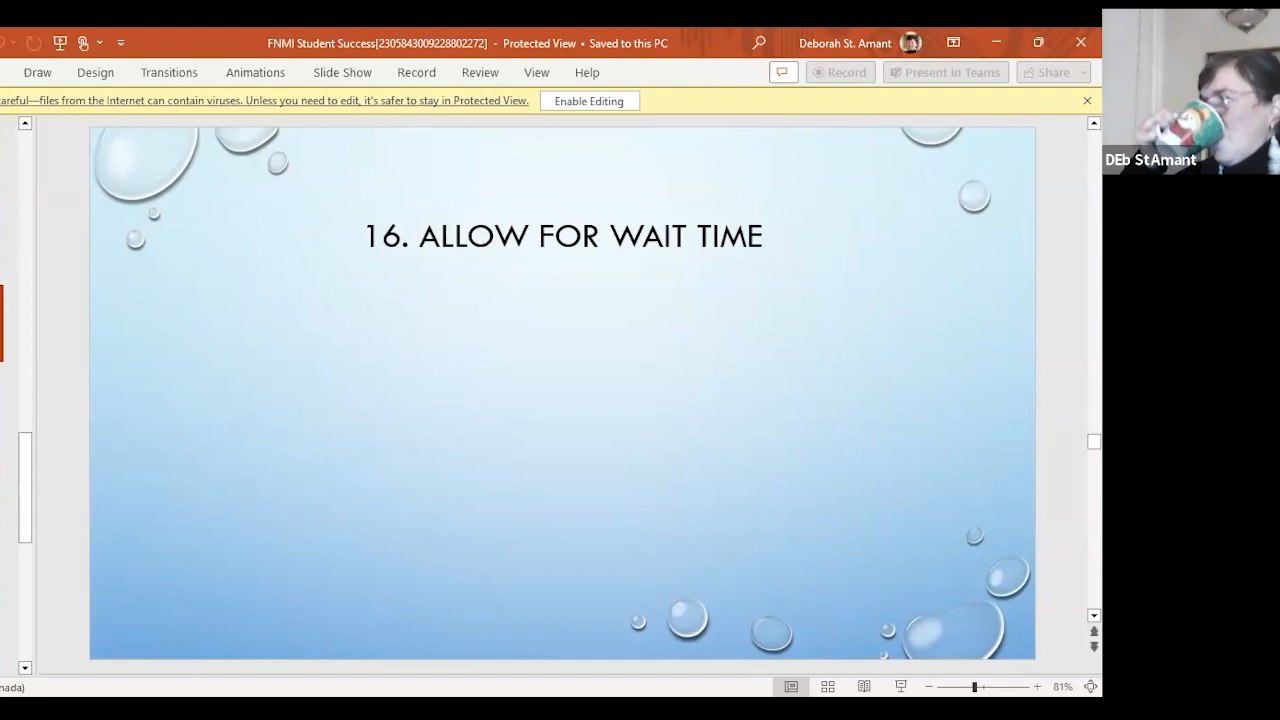 FNMI Student Success[2305843009228802272] - Protected View • Saved to this PC
Deborah St. Amant
Draw Design Transitions Animations Slide Show Record Review View Help
Record Present in Teams Share
careful—files from the Internet can contain viruses. Unless you need to edit, it's safer to stay in Protected View. Enable Editing
DEb StAmant
16. ALLOW FOR WAIT TIME
nada) 81%